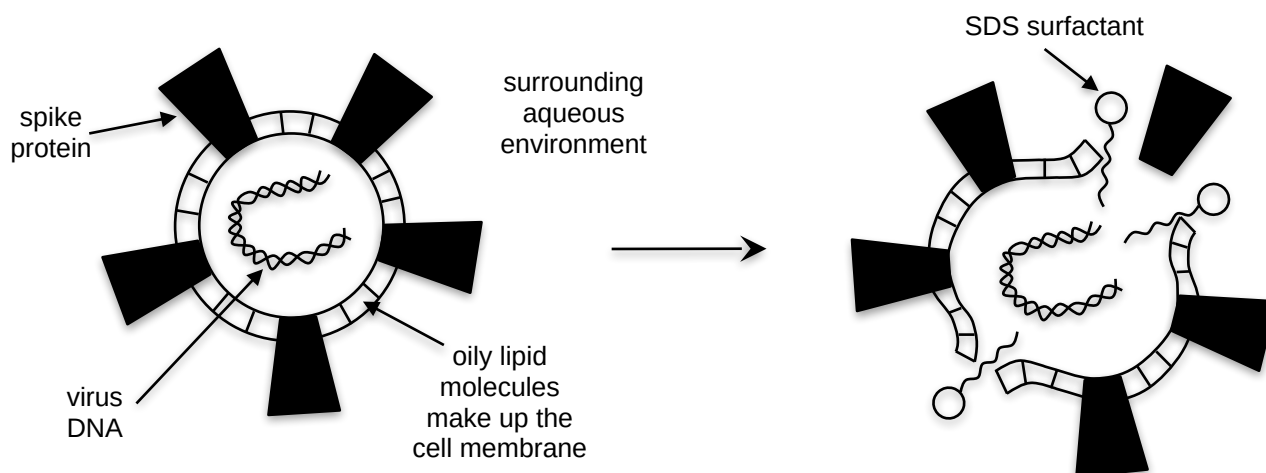 SDS surfactant
surrounding
aqueous
environment
spike
protein
virus
DNA
oily lipid
molecules
make up the
cell membrane